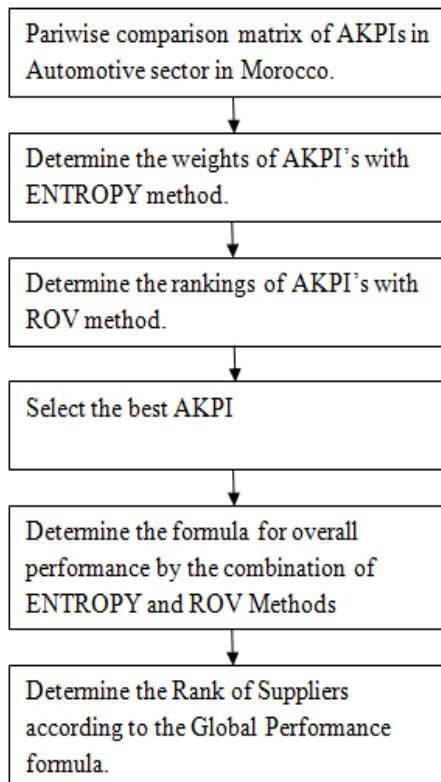 Pariwise comparison matrix of AKPIs in
Automotive sector in Morocco.
Determine the weights of AKPI’s with
ENTROPY method.
Determine the rankings of AKPI’s with
ROV method.
Select the best AKPI
Determine the formula for overall
performance by the combination of
ENTROPY and ROV Methods
Determine the Rank of Suppliers
according to the Global Performance
formula.